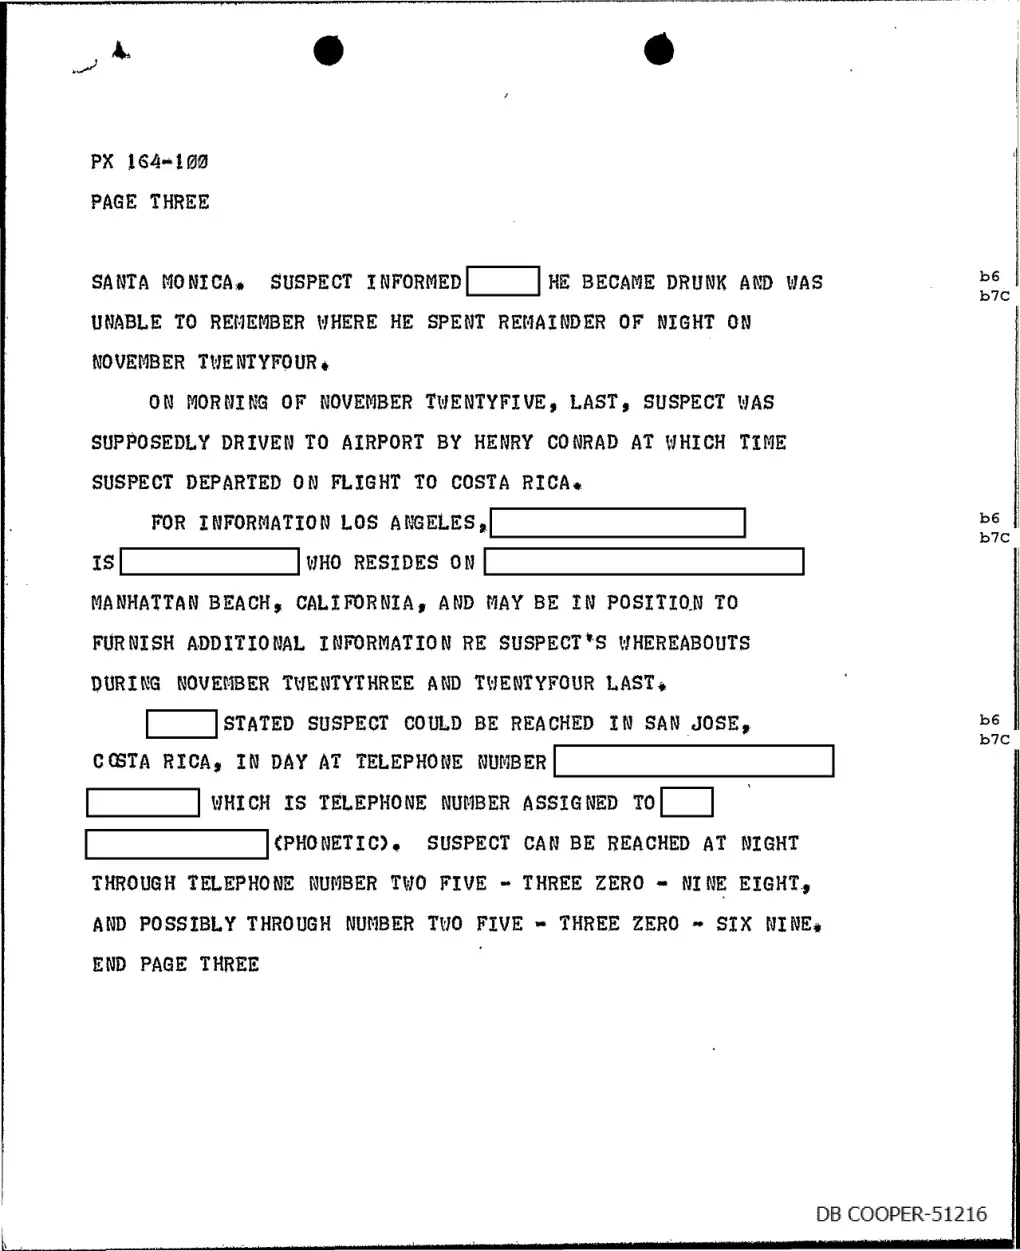 PX 164-100
PAGE THREE
SANTA MONICA. SUSPECT INFORMED HE BECAME DRUNK AND WAS
b6
b7C
UNABLE TO REMEMBER WHERE HE SPENT REMAINDER OF NIGHT ON
NOVEMBER TWENTYFOUR.
ON MORNING OF NOVEMBER TWENTYFIVE, LAST, SUSPECT WAS
SUPPOSEDLY DRIVEN TO AIRPORT BY HENRY CONRAD AT WHICH TIME
SUSPECT DEPARTED ON FLIGHT TO COSTA RICA.
FOR INFORMATION LOS ANGELES,
b6
b7C
IS WHO RESIDES ON
MANHATTAN BEACH, CALIFORNIA, AND MAY BE IN POSITION TO
FURNISH ADDITIONAL INFORMATION RE SUSPECT'S WHEREABOUTS
DURING NOVEMBER TWENTYTHREE AND TWENTYFOUR LAST.
STATED SUSPECT COULD BE REACHED IN SAN JOSE,
b6
b7C
COSTA RICA, IN DAY AT TELEPHONE NUMBER
WHICH IS TELEPHONE NUMBER ASSIGNED TO
(PHONETIC). SUSPECT CAN BE REACHED AT NIGHT
THROUGH TELEPHONE NUMBER TWO FIVE - THREE ZERO - NINE EIGHT,
AND POSSIBLY THROUGH NUMBER TWO FIVE - THREE ZERO - SIX NINE.
END PAGE THREE
DB COOPER-51216